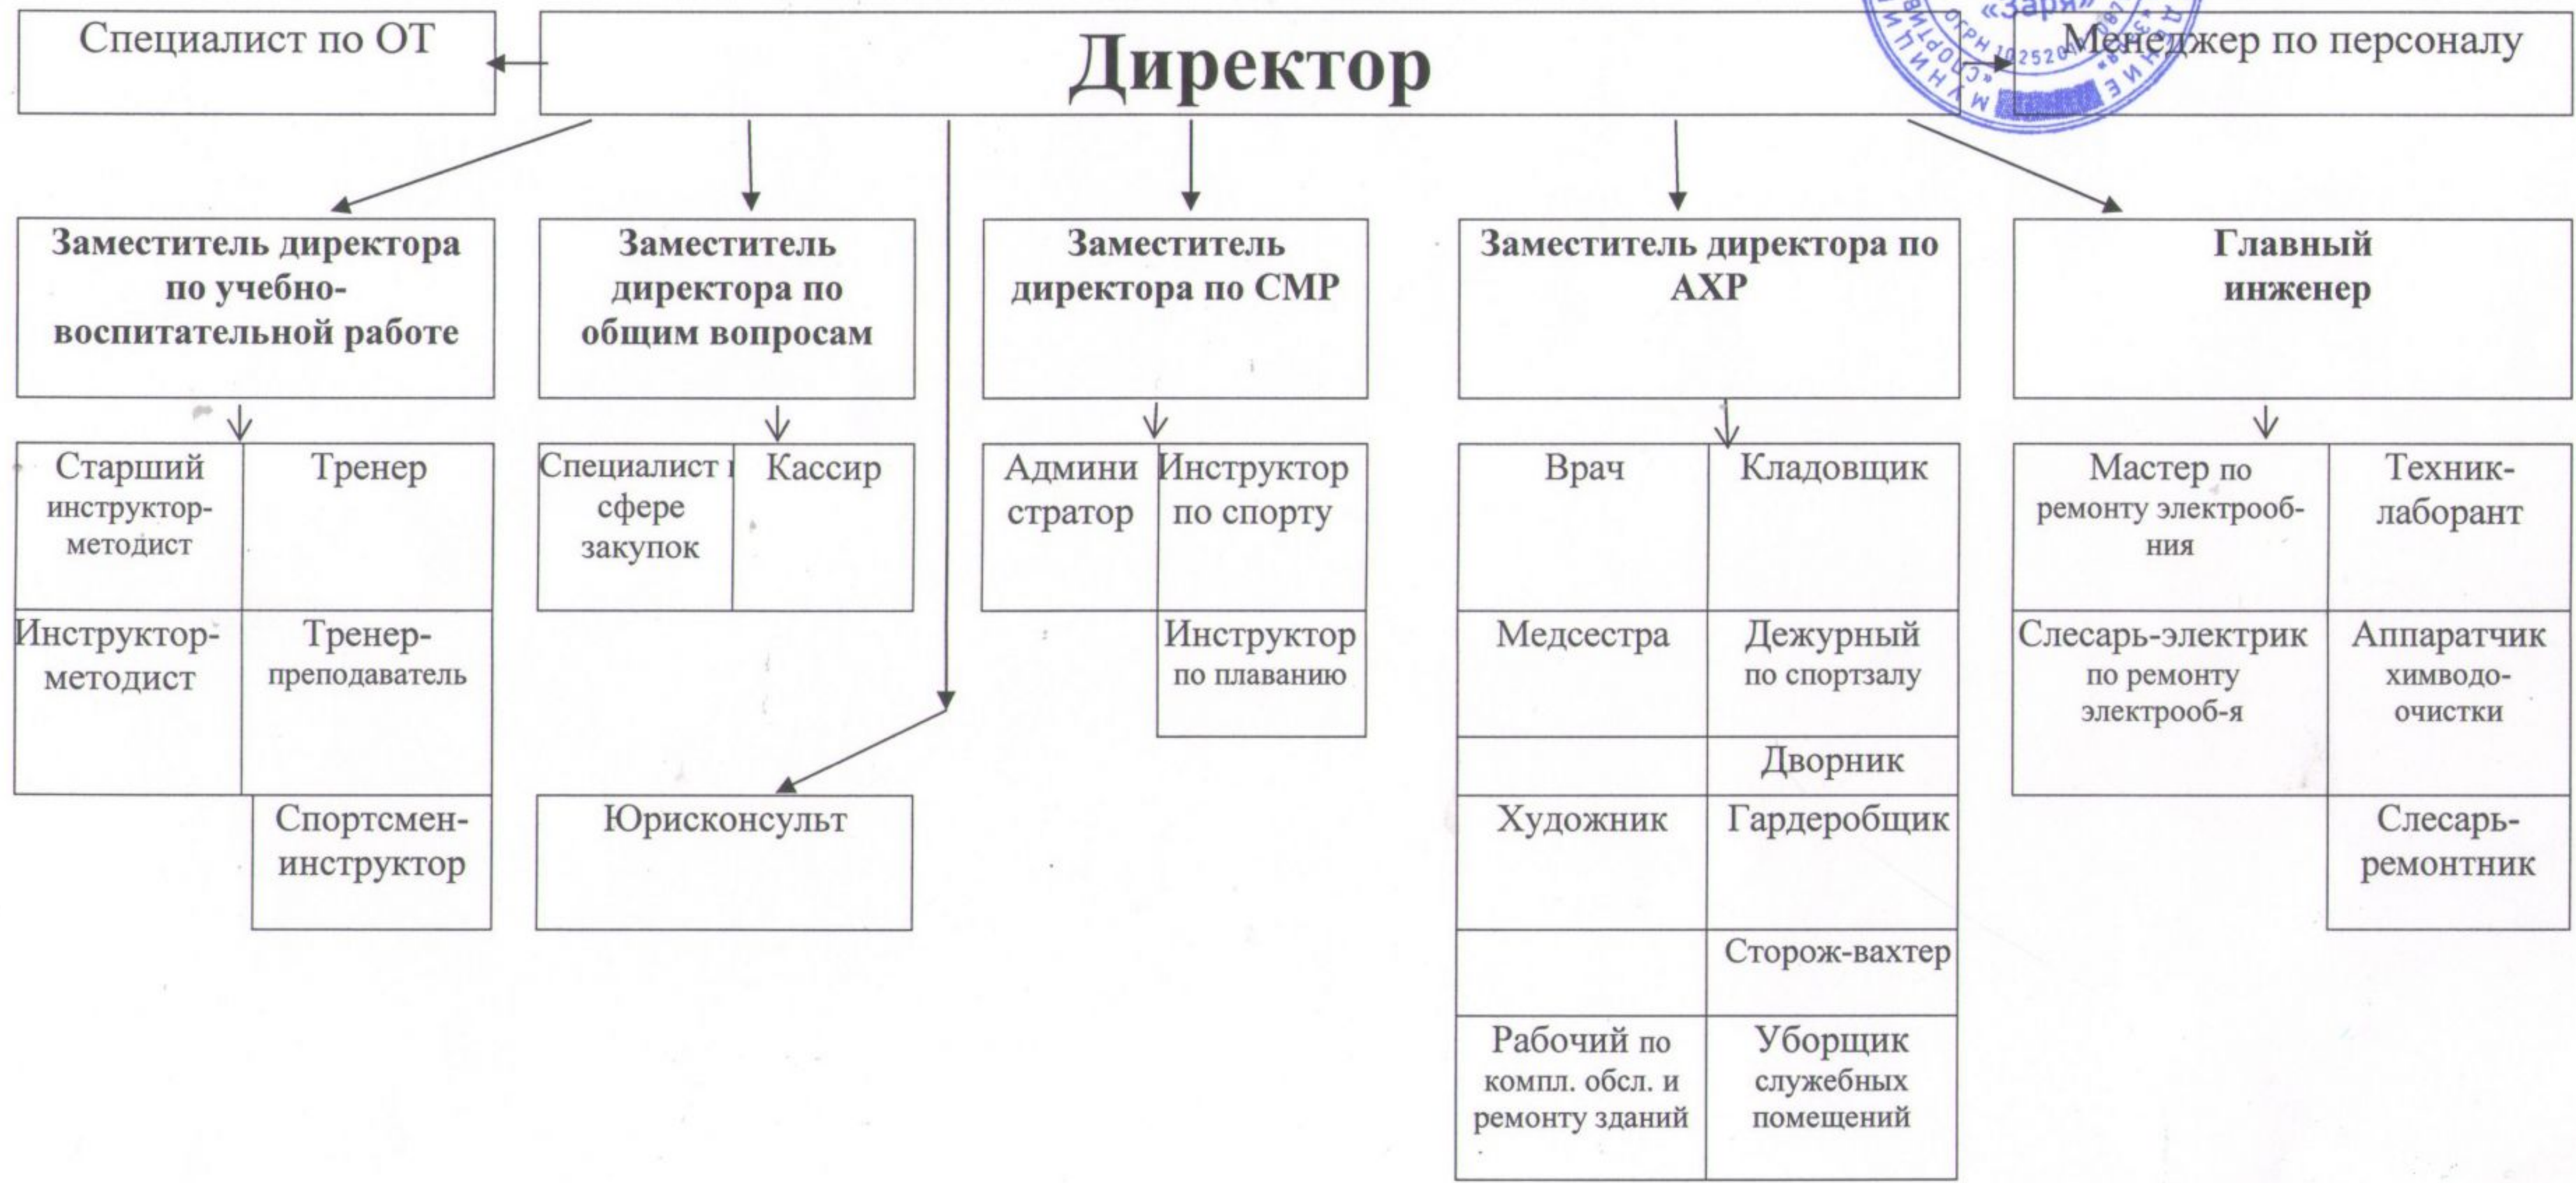 Специалист по ОТ
Директор
Менеджер по персоналу
«Заря»
Заместитель директора
по учебно-
воспитательной работе
Заместитель
директора по
общим вопросам
Заместитель
директора по СМР
Заместитель директора по
АХР
Главный
инженер
Старший
инструктор-
методист
Тренер
Инструктор-
методист
Тренер-
преподаватель
Спортсмен-
инструктор
Специалист
сфере
закупок
Кассир
Юрисконсульт
Админи
стратор
Инструктор
по спорту
Инструктор
по плаванию
Врач
Кладовщик
Медсестра
Дежурный
по спортзалу
Дворник
Художник
Гардеробщик
Сторож-вахтер
Рабочий по
компл. обсл. и
ремонту зданий
Уборщик
служебных
помещений
Мастер по
ремонту электрооб-
ния
Техник-
лаборант
Слесарь-электрик
по ремонту
электрооб-я
Аппаратчик
химводо-
очистки
Слесарь-
ремонтник